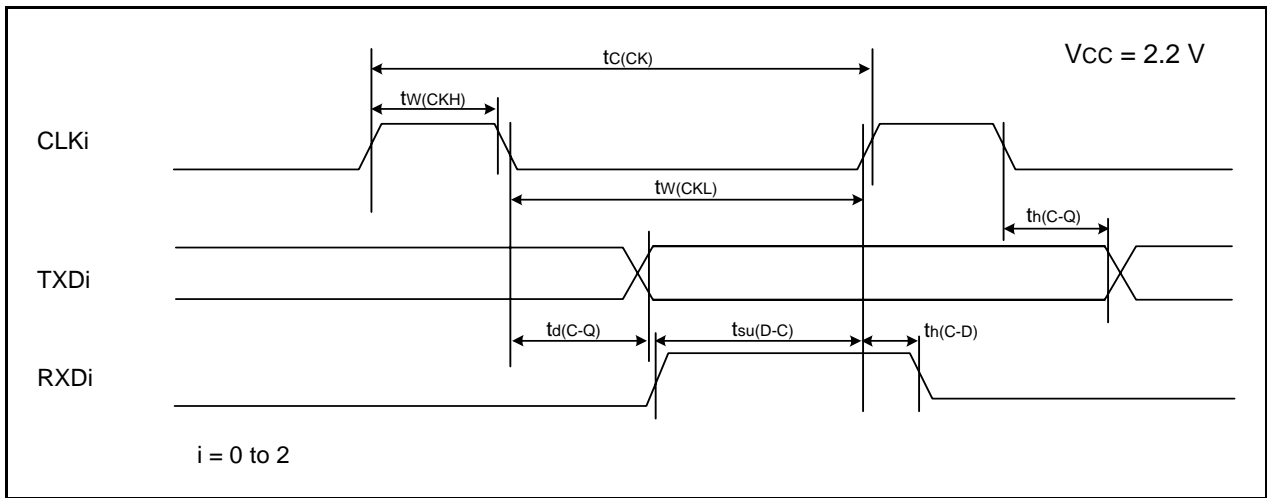 tC(CK)
VCC = 2.2 V
tW(CKH)
CLKi
tW(CKL)
th(C-Q)
TXDi
td(C-Q)
tsu(D-C)
th(C-D)
RXDi
i = 0 to 2